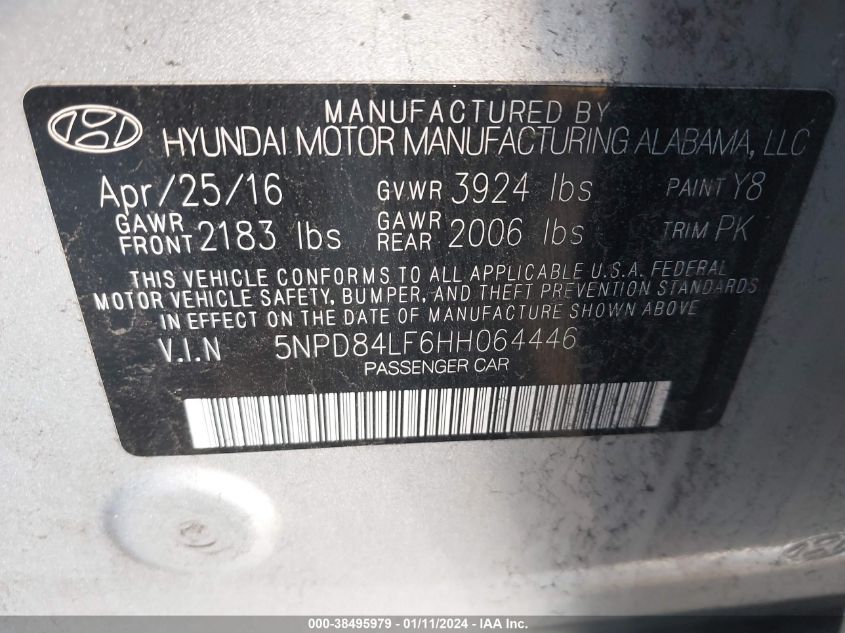 MANUFACTURED BY
HYUNDAI MOTOR MANUFACTURING ALABAMA, LLC
Apr/25/16 GVWR 3924 lbs PAINT Y8
GAWR FRONT 2183 lbs GAWR REAR 2006 lbs TRIM PK
THIS VEHICLE CONFORMS TO ALL APPLICABLE U.S.A. FEDERAL
MOTOR VEHICLE SAFETY, BUMPER, AND THEFT PREVENTION STANDARDS
IN EFFECT ON THE DATE OF MANUFACTURE SHOWN ABOVE
V.I.N 5NPD84LF6HH064446
PASSENGER CAR
000-38495979 - 01/11/2024 - IAA Inc.